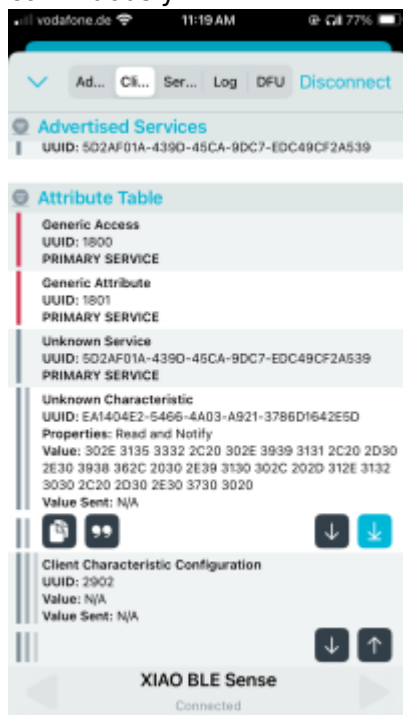 vodafone.de 11:19 AM 77%
Ad... Cli... Ser... Log DFU Disconnect
Advertised Services
UUID: 5D2AF01A-439D-45CA-9DC7-EDC49CF2A539
Attribute Table
Generic Access
UUID: 1800
PRIMARY SERVICE
Generic Attribute
UUID: 1801
PRIMARY SERVICE
Unknown Service
UUID: 5D2AF01A-439D-45CA-9DC7-EDC49CF2A539
PRIMARY SERVICE
Unknown Characteristic
UUID: EA1404E2-5466-4A03-A921-3786D1642E5D
Properties: Read and Notify
Value: 302E 3135 3332 2C20 302E 3939 3131 2C20 2D30
2E30 3938 362C 2030 2E39 3130 302C 202D 312E 3132
3030 2C20 2D30 2E30 3730 3020
Value Sent: N/A
Client Characteristic Configuration
UUID: 2902
Value: N/A
Value Sent: N/A
XIAO BLE Sense
Connected